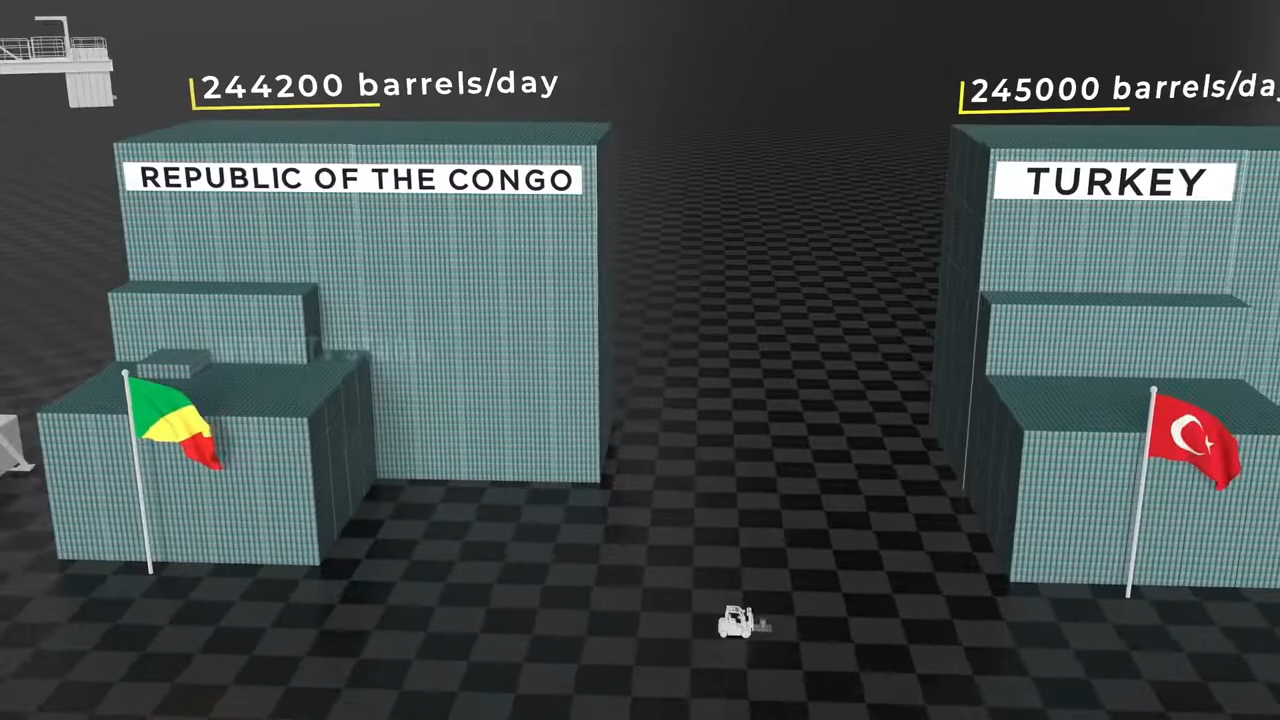 244200 barrels/day
REPUBLIC OF THE CONGO
245000 barrels/da
TURKEY